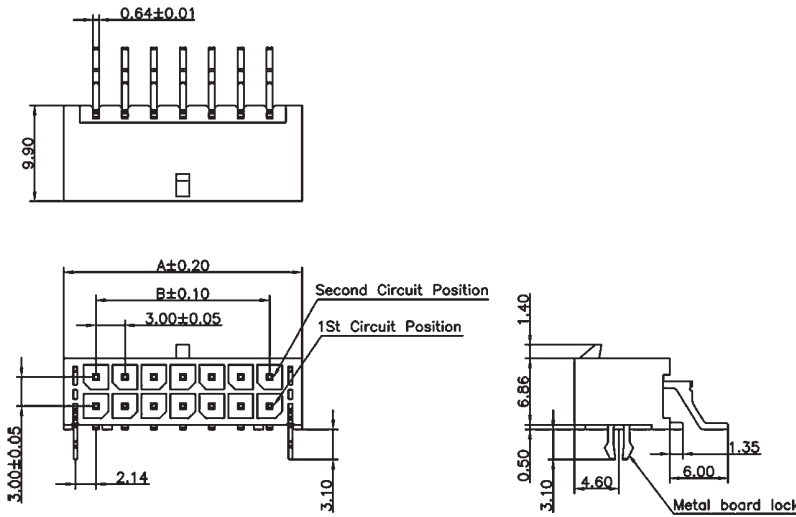 0.64±0.01
9.90
A±0.20
B±0.10
3.00±0.05
Second Circuit Position
1St Circuit Position
3.00±0.05
2.14
3.10
1.40
6.86
0.50
3.10
4.60
1.35
6.00
Metal board lock